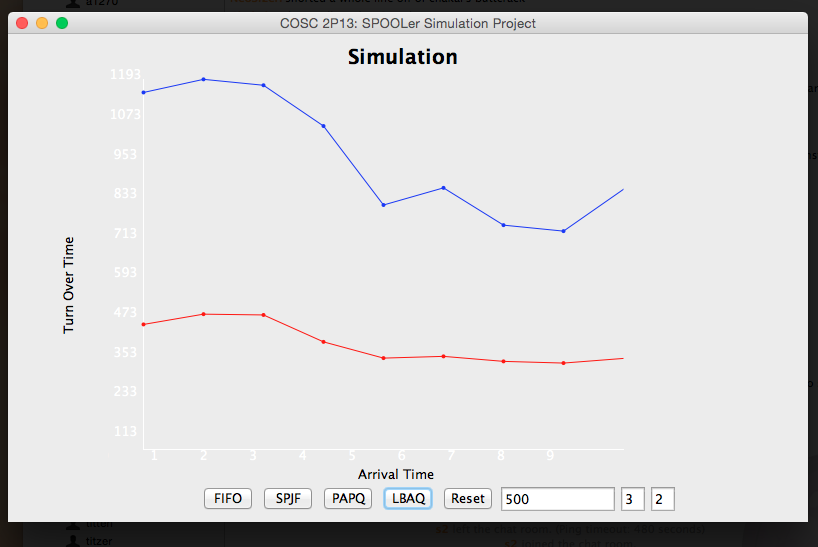 a1270
COSC 2P13: SPOOLer Simulation Project
Simulation
1193
1073
953
833
713
593
473
353
233
113
Turn Over Time
1 2 3 4 5 6 7 8 9
Arrival Time
FIFO SPJF PAPQ LBAQ Reset 500 3 2
titzer